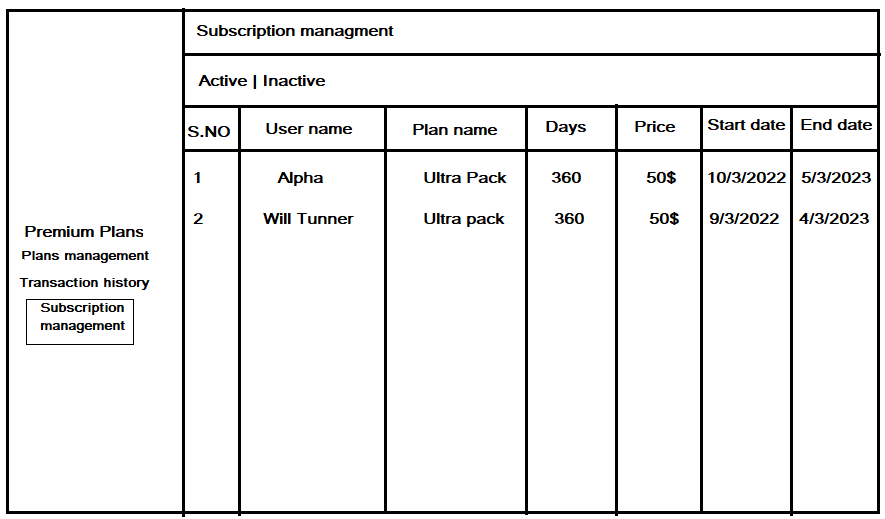 Subscription managment
Active | Inactive
S.NO User name Plan name Days Price Start date End date
1 Alpha Ultra Pack 360 50$ 10/3/2022 5/3/2023
2 Will Tunner Ultra pack 360 50$ 9/3/2022 4/3/2023
Premium Plans
Plans management
Transaction history
Subscription
management